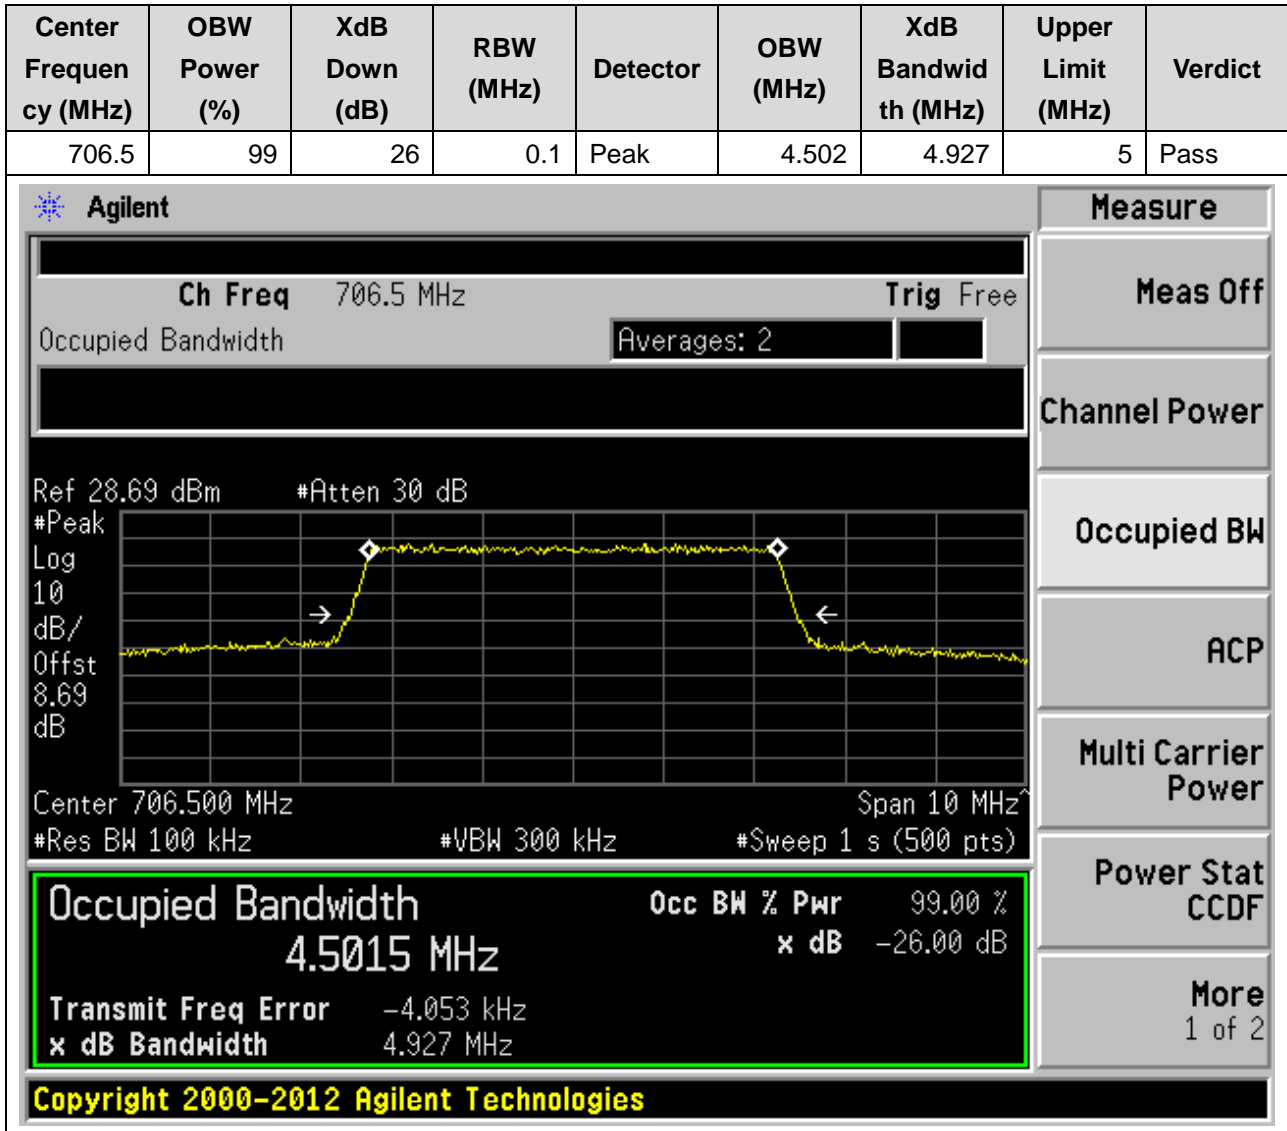 Center Frequen cy (MHz)
OBW Power (%)
XdB Down (dB)
RBW (MHz)
Detector
OBW (MHz)
XdB Bandwid th (MHz)
Upper Limit (MHz)
Verdict
706.5 99 26 0.1 Peak 4.502 4.927 5 Pass
Agilent
Measure
Ch Freq 706.5 MHz Trig Free
Occupied Bandwidth Averages: 2
Ref 28.69 dBm #Atten 30 dB
#Peak
Log
10
dB/
Offst
8.69
dB
Center 706.500 MHz Span 10 MHz^
#Res BW 100 kHz #VBW 300 kHz #Sweep 1 s (500 pts)
Occupied Bandwidth
4.5015 MHz
Occ BW % Pwr 99.00 %
x dB -26.00 dB
Transmit Freq Error -4.053 kHz
x dB Bandwidth 4.927 MHz
Meas Off
Channel Power
Occupied BW
ACP
Multi Carrier
Power
Power Stat
CCDF
More
1 of 2
Copyright 2000-2012 Agilent Technologies